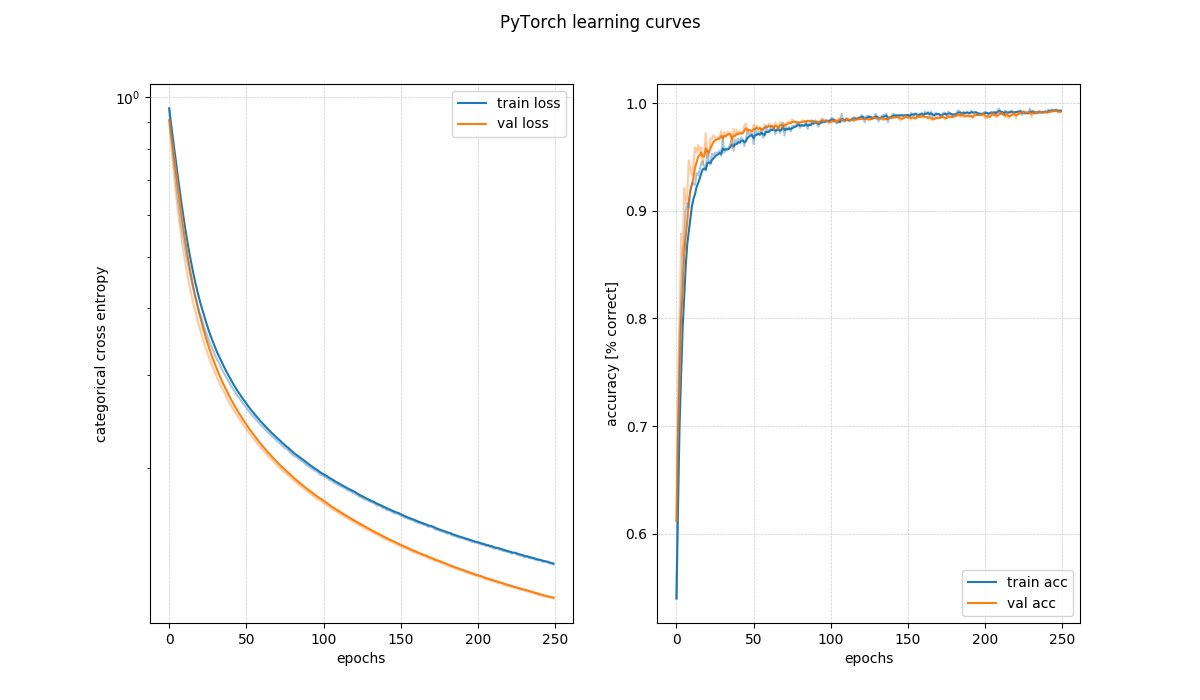 PyTorch learning curves
10⁰
categorical cross entropy
train loss
val loss
0 50 100 150 200 250
epochs
1.0
0.9
0.8
0.7
0.6
accuracy [% correct]
train acc
val acc
0 50 100 150 200 250
epochs